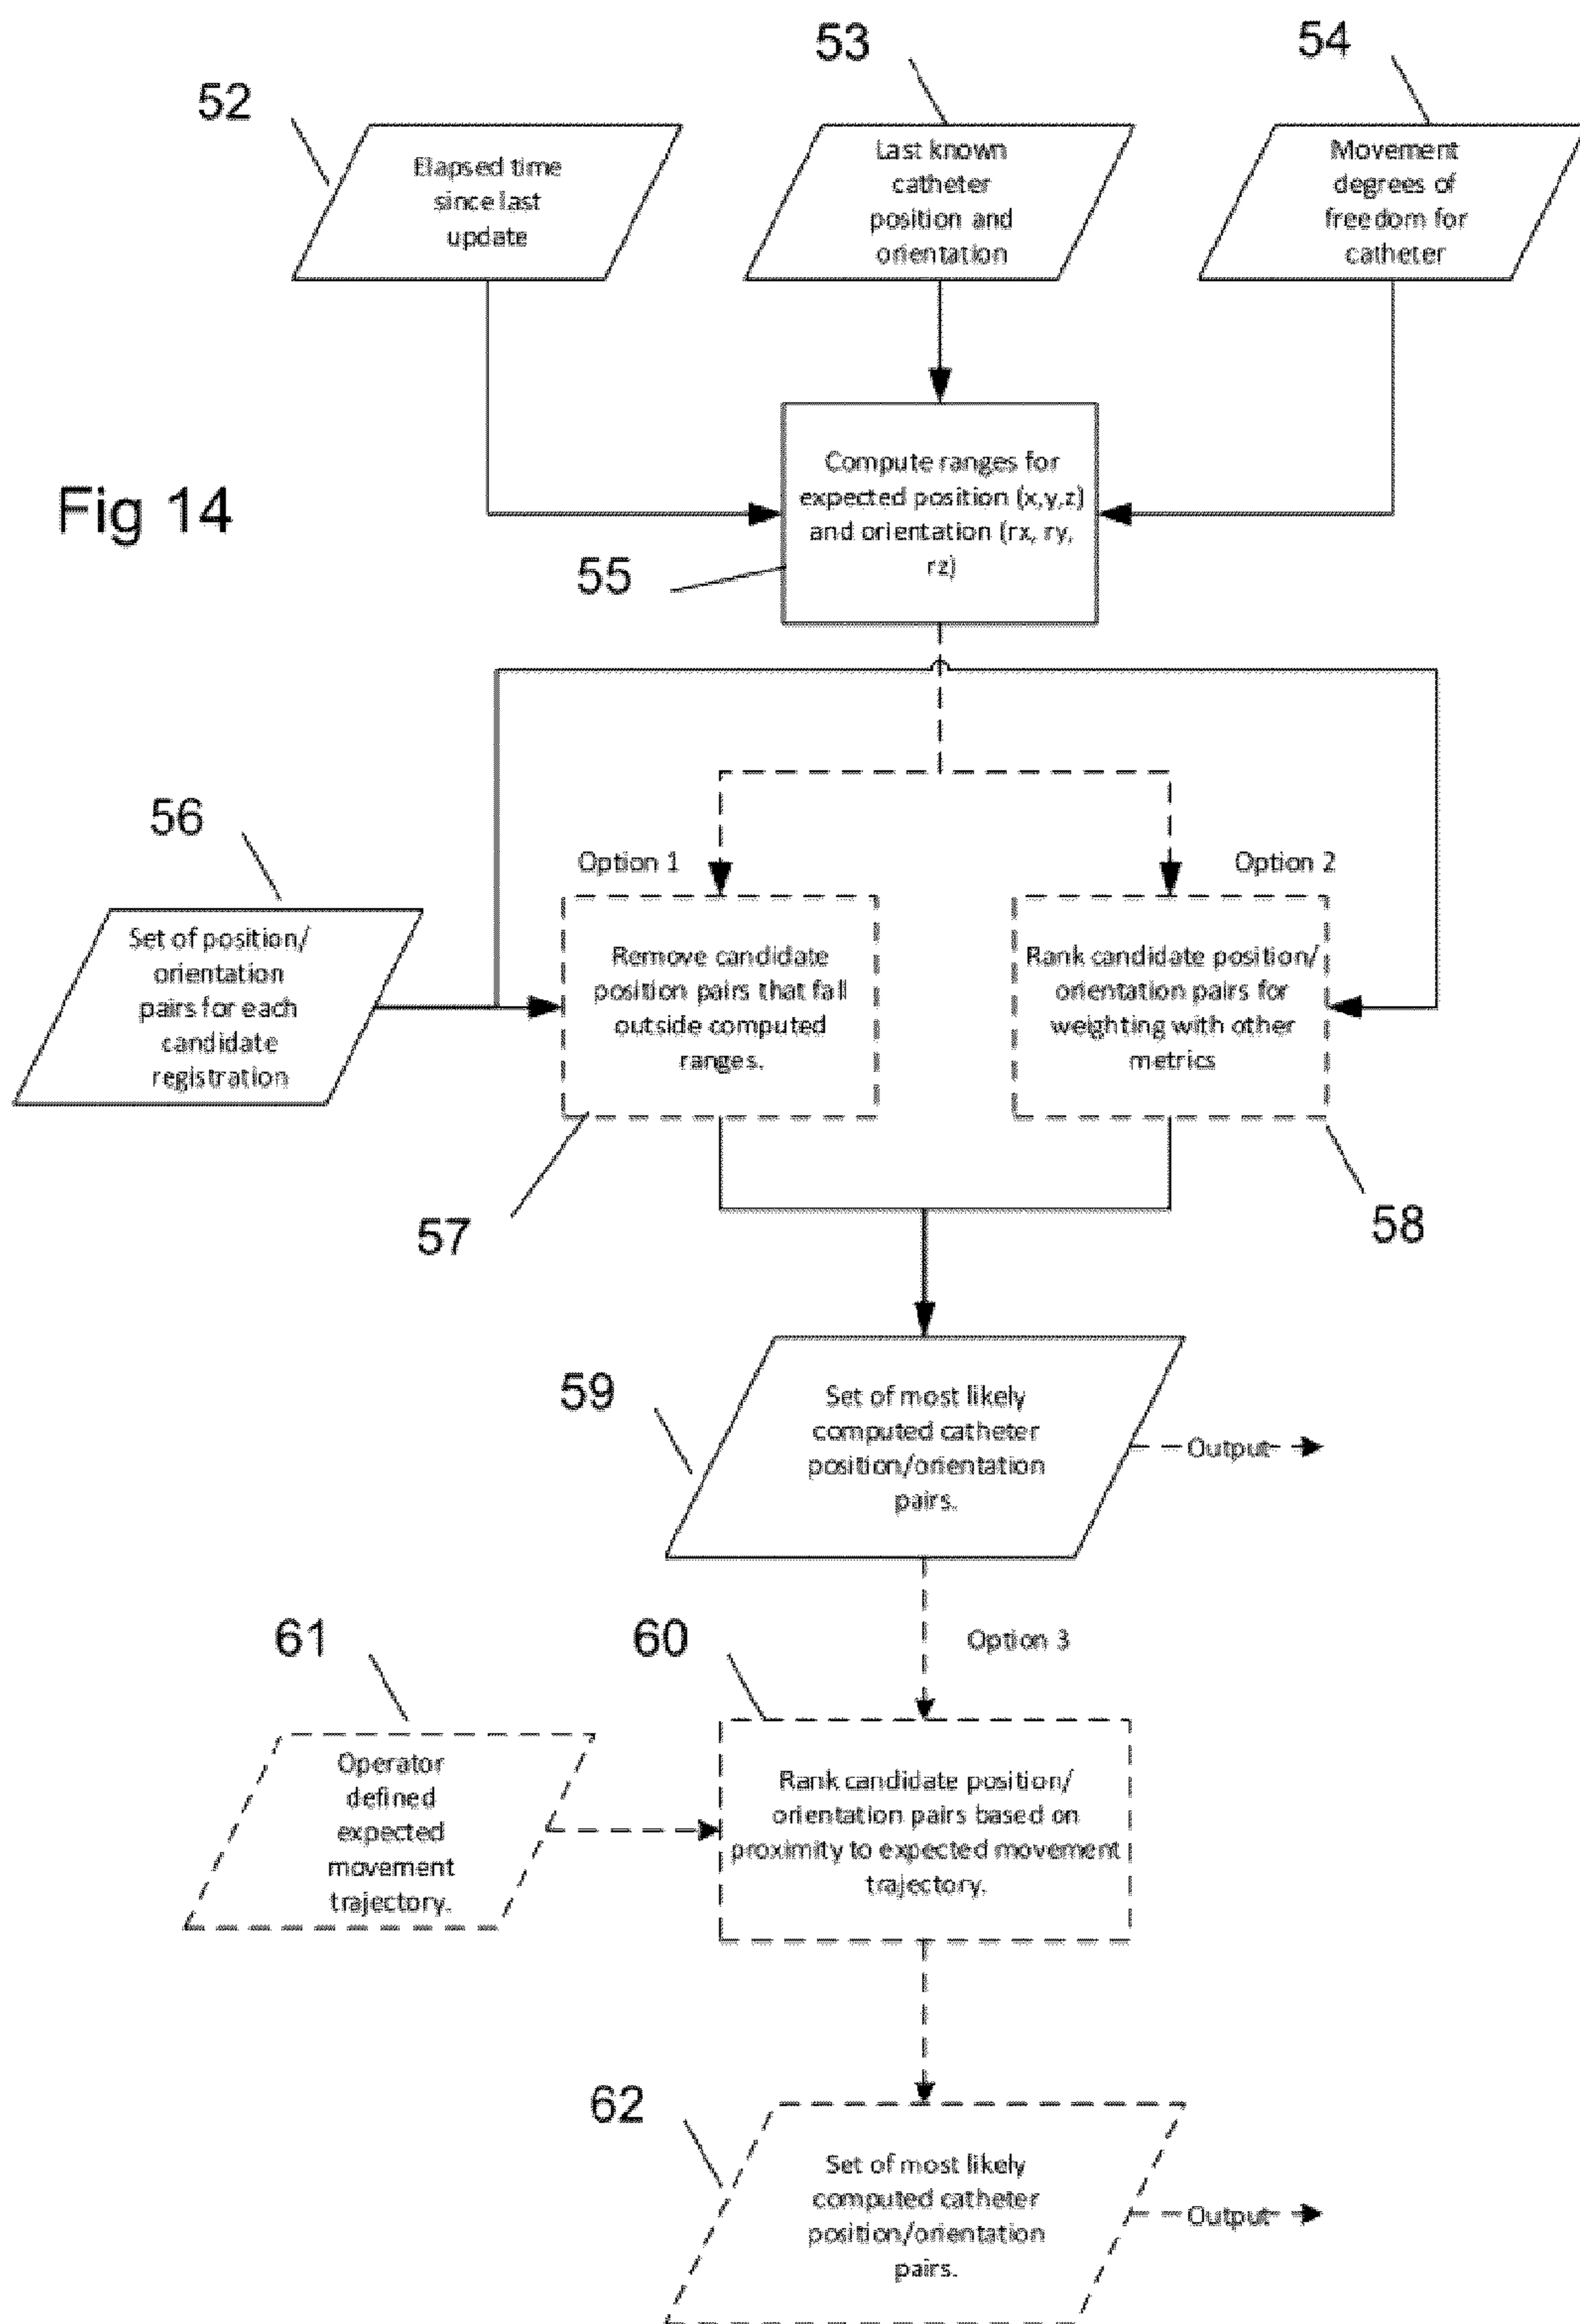 53
54
52
Elapsed time
since last
update
Last known
catheter
position and
orientation
Movement
degrees of
freedom for
catheter
Fig 14
Compute ranges for
expected position (x,y,z)
and orientation (rx, ry,
rz)
55
56
Option 1
Option 2
Set of position/
orientation
pairs for each
candidate
registration
Remove candidate
position pairs that fall
outside computed
ranges.
Rank candidate position/
orientation pairs for
weighting with other
metrics
57
58
59
Set of most likely
computed catheter
position/orientation
pairs.
Output
61
60
Option 3
Operator
defined
expected
movement
trajectory.
Rank candidate position/
orientation pairs based on
proximity to expected movement
trajectory.
62
Set of most likely
computed catheter
position/orientation
pairs.
Output